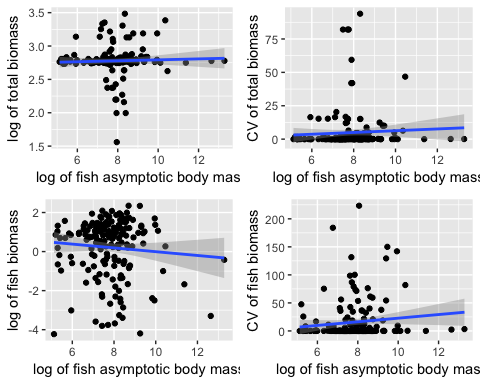 log of total biomass
3.5
3.0
2.5
2.0
1.5
6 8 10 12
log of fish asymptotic body mas
CV of total biomass
75
50
25
0
6 8 10 12
log of fish asymptotic body mas
log of fish biomass
2
0
-2
-4
6 8 10 12
log of fish asymptotic body mass
CV of fish biomass
200
150
100
50
0
6 8 10 12
log of fish asymptotic body mass